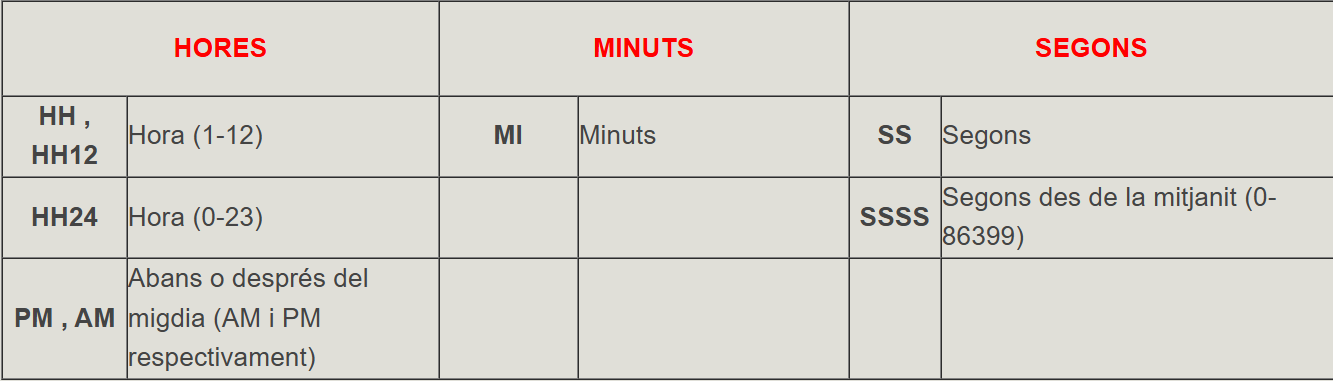 HORES MINUTS SEGONS
HH ,
HH12
Hora (1-12)
MI
Minuts
SS
Segons
HH24
Hora (0-23)
SSSS
Segons des de la mitjanit (0-
86399)
PM , AM
Abans o després del
migdia (AM i PM
respectivament)